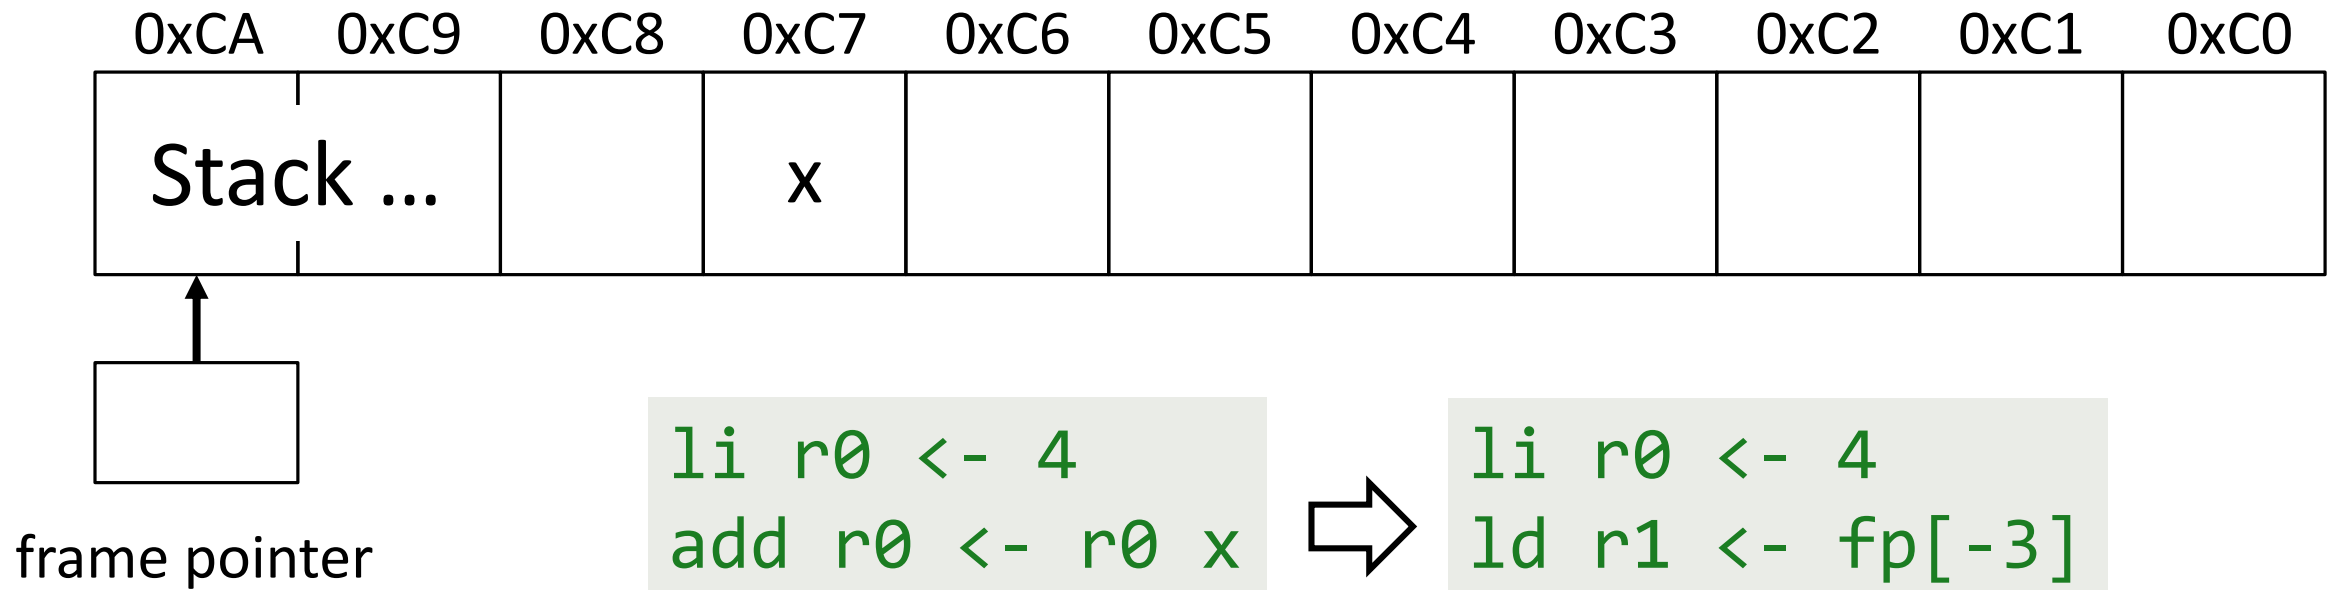 0xCA 0xC9 0xC8 0xC7 0xC6 0xC5 0xC4 0xC3 0xC2 0xC1 0xC0
Stack ... x
frame pointer
li r0 <- 4
add r0 <- r0 x
li r0 <- 4
ld r1 <- fp[-3]